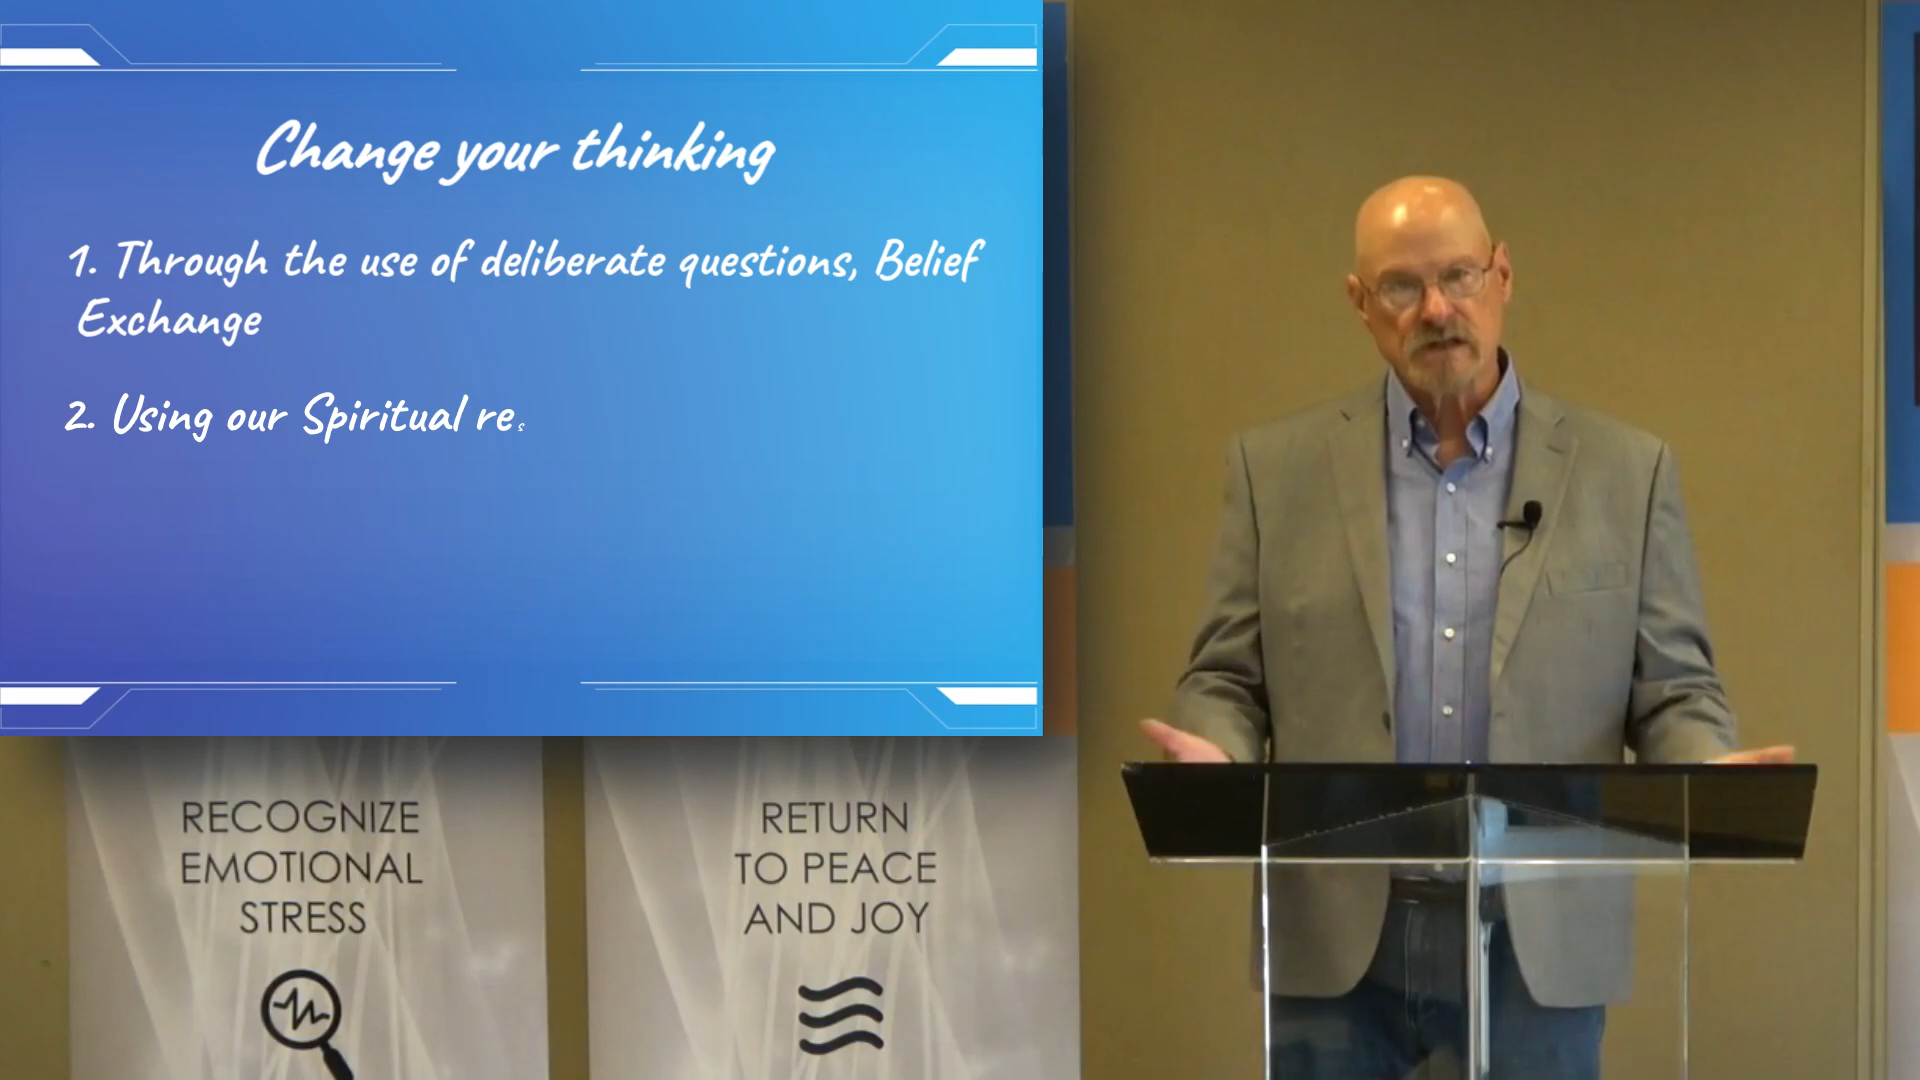 Change your thinking
1. Through the use of deliberate questions, Belief
Exchange
2. Using our Spiritual res
RECOGNIZE
EMOTIONAL
STRESS
RETURN
TO PEACE
AND JOY